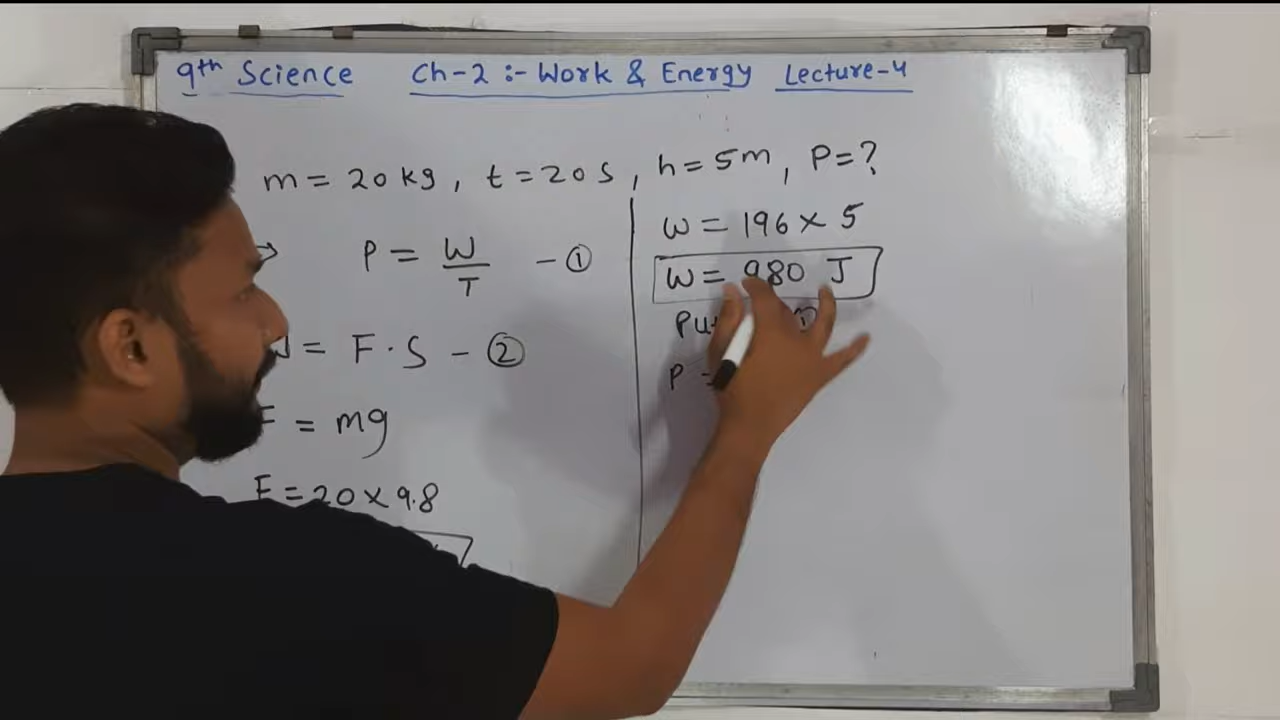 9th Science Ch-2 :- Work & Energy Lecture-4
m = 20 kg, t = 20 s, h = 5 m, P = ?
→ P = W/T - ①
= F·S - ②
= mg
F = 20 x 9.8
W = 196 x 5
W = 980 J
①
P =